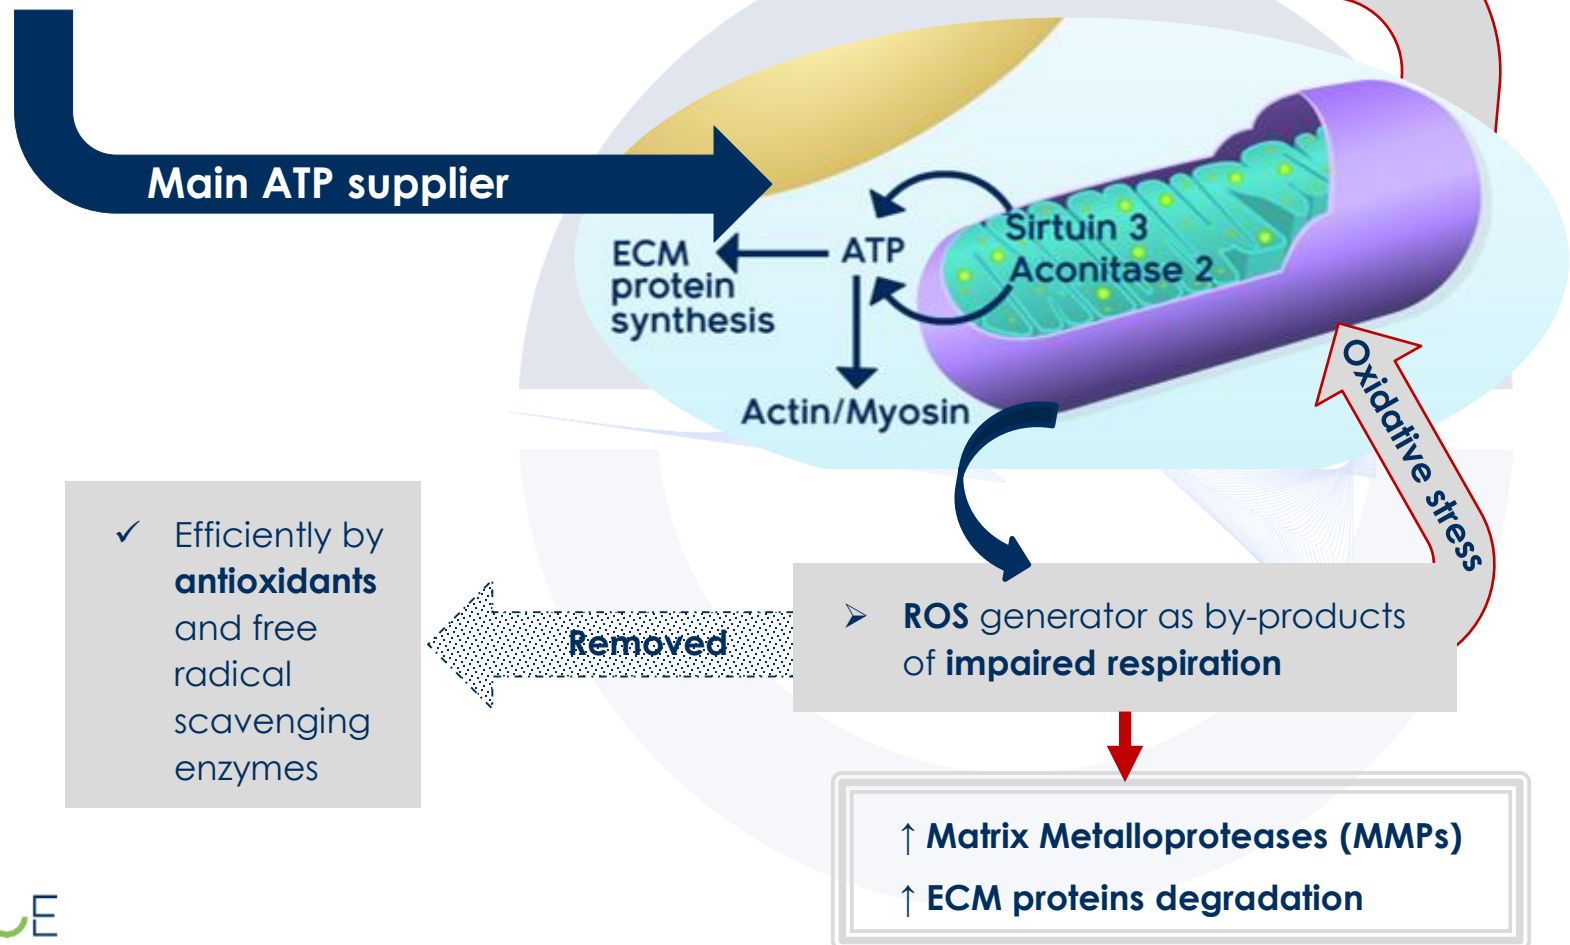 Main ATP supplier
Sirtuin 3
Aconitase 2
ATP
ECM
protein
synthesis
Actin/Myosin
Oxidative stress
✓ Efficiently by
antioxidants
and free
radical
scavenging
enzymes
Removed
➢ ROS generator as by-products
of impaired respiration
↑ Matrix Metalloproteases (MMPs)
↑ ECM proteins degradation
E